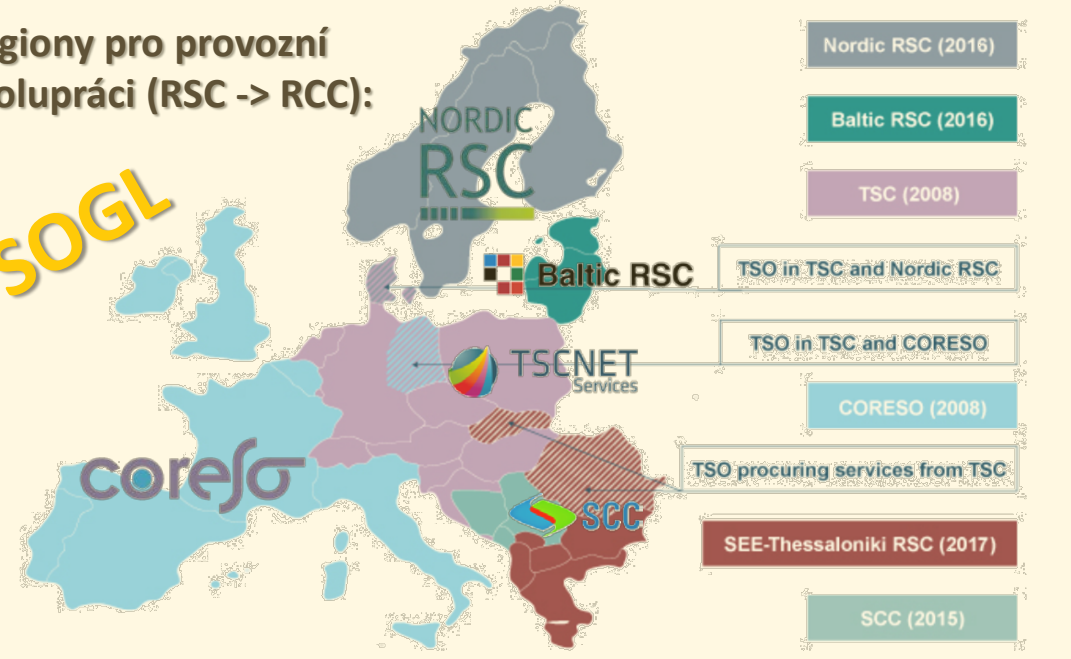 giony pro provozní
olupráci (RSC -> RCC):
SOGL
NORDIC
RSC
Baltic RSC
TSCNET
Services
coreso
SCC
Nordic RSC (2016)
Baltic RSC (2016)
TSC (2008)
TSO in TSC and Nordic RSC
TSO in TSC and CORESO
CORESO (2008)
TSO procuring services from TSC
SEE-Thessaloniki RSC (2017)
SCC (2015)